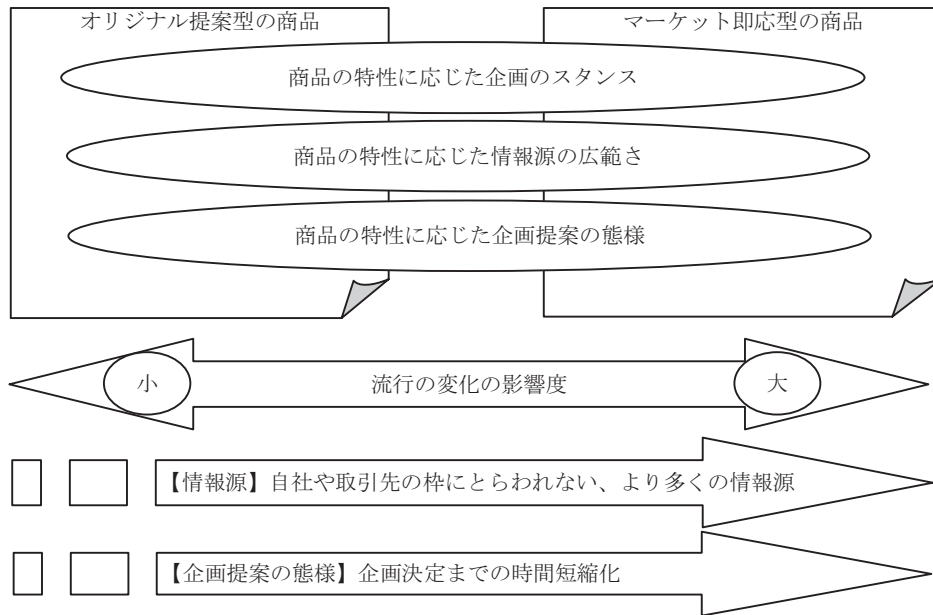 オリジナル提案型の商品
マーケット即応型の商品
商品の特性に応じた企画のスタンス
商品の特性に応じた情報源の広範さ
商品の特性に応じた企画提案の態様
小
流行の変化の影響度
大
【情報源】自社や取引先の枠にとらわれない、より多くの情報源
【企画提案の態様】企画決定までの時間短縮化